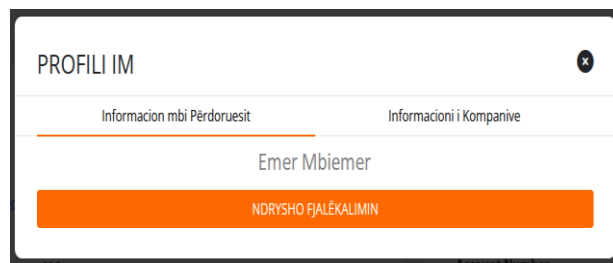 PROFILI IM
Informacion mbi Përdoruesit
Informacioni i Kompanive
Emer Mbiemer
NDRYSHO FJALËKALIMIN